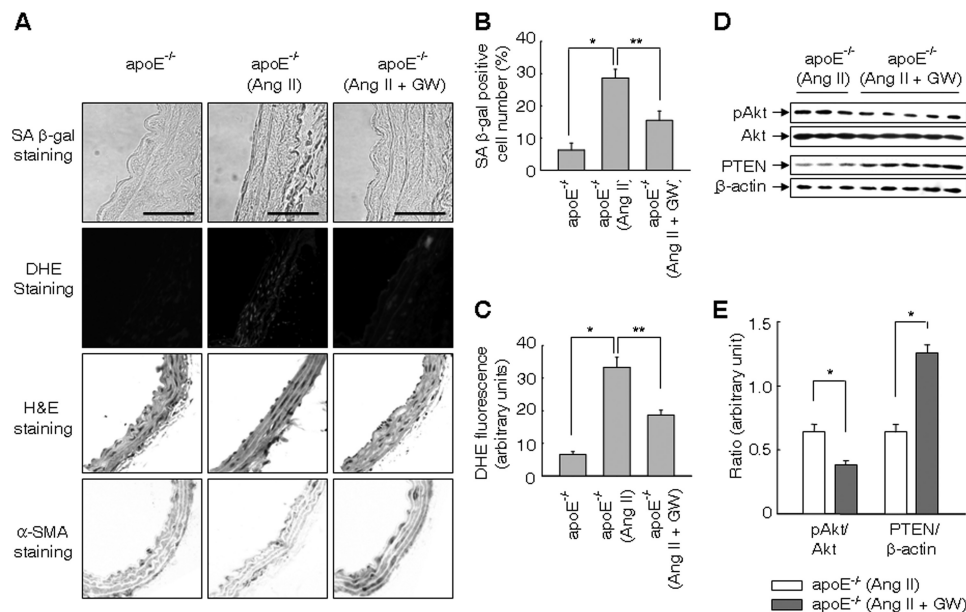 A
apoE-/-
apoE-/-
(Ang II)
apoE-/-
(Ang II + GW)
SA β-gal
staining
DHE
Staining
H&E
staining
α-SMA
staining
B
SA β-gal positive
cell number (%)
40
30
20
10
0
*
**
apoE-/-
apoE-/-
(Ang II)
apoE-/-
(Ang II + GW)
C
DHE fluorescence
(arbitrary units)
40
30
20
10
0
*
**
apoE-/-
apoE-/-
(Ang II)
apoE-/-
(Ang II + GW)
D
apoE-/-
(Ang II)
apoE-/-
(Ang II + GW)
pAkt
Akt
PTEN
β-actin
E
Ratio (arbitrary unit)
1.5
1.0
0.5
0
*
*
pAkt/
Akt
PTEN/
β-actin
apoE-/- (Ang II)
apoE-/- (Ang II + GW)